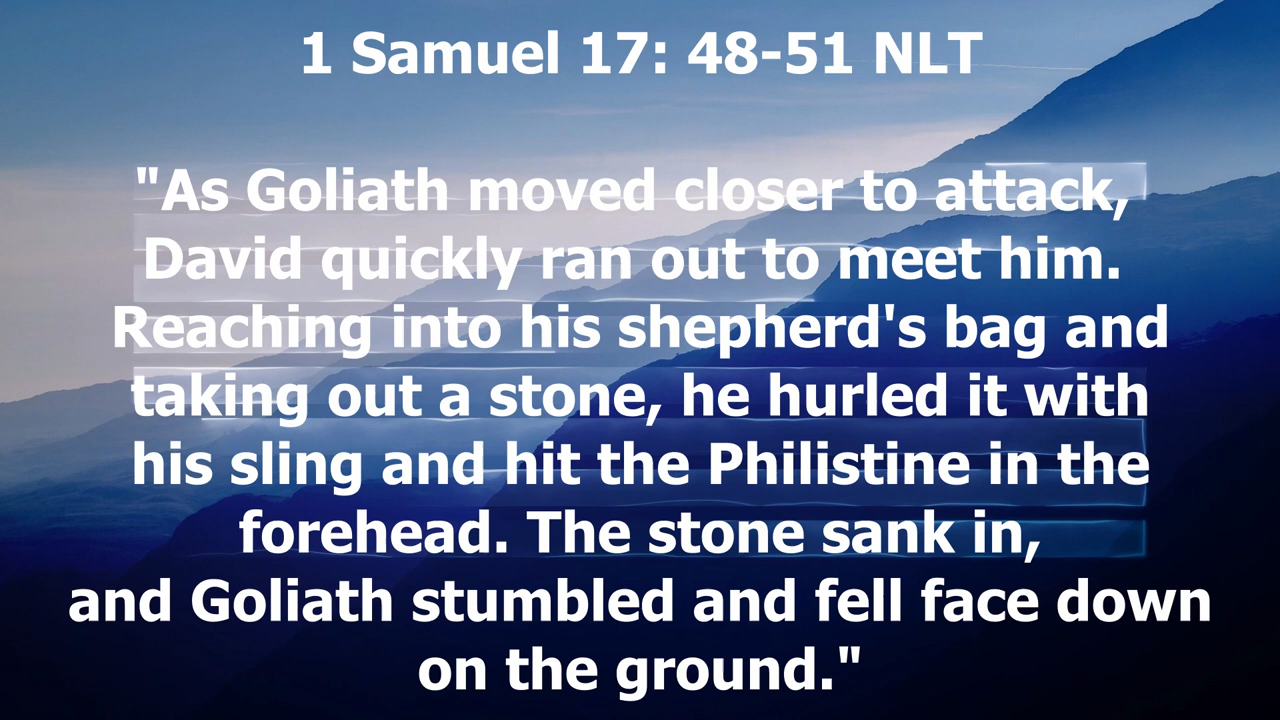 1 Samuel 17: 48-51 NLT
"As Goliath moved closer to attack,
David quickly ran out to meet him.
Reaching into his shepherd's bag and
taking out a stone, he hurled it with
his sling and hit the Philistine in the
forehead. The stone sank in,
and Goliath stumbled and fell face down
on the ground."